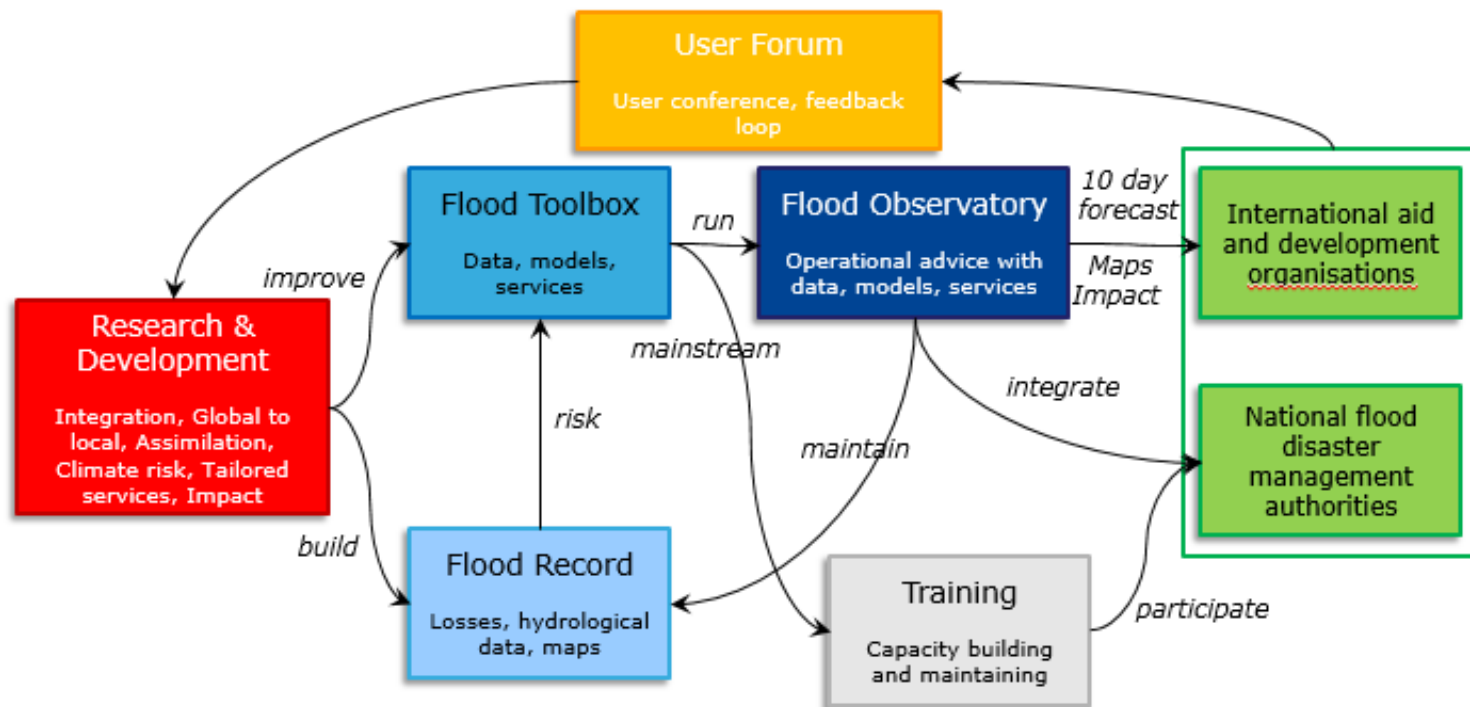 User Forum
User conference, feedback
loop
Flood Toolbox
Data, models,
services
run
Flood Observatory
Operational advice with
data, models, services
10 day
forecast
Maps
Impact
International aid
and development
organisations
improve
Research &
Development
Integration, Global to
local, Assimilation,
Climate risk, Tailored
services, Impact
mainstream
risk
maintain
integrate
National flood
disaster
management
authorities
build
Flood Record
Losses, hydrological
data, maps
Training
Capacity building
and maintaining
participate